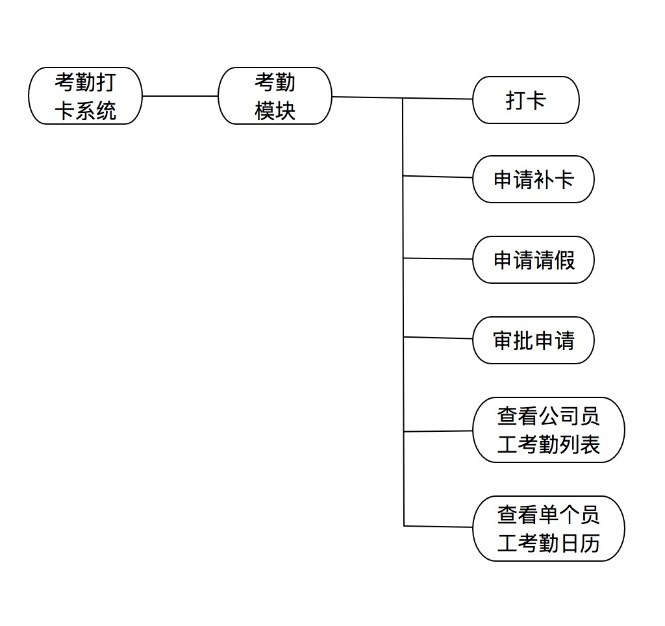 考勤打
卡系统
考勤
模块
打卡
申请补卡
申请请假
审批申请
查看公司员
工考勤列表
查看单个员
工考勤日历